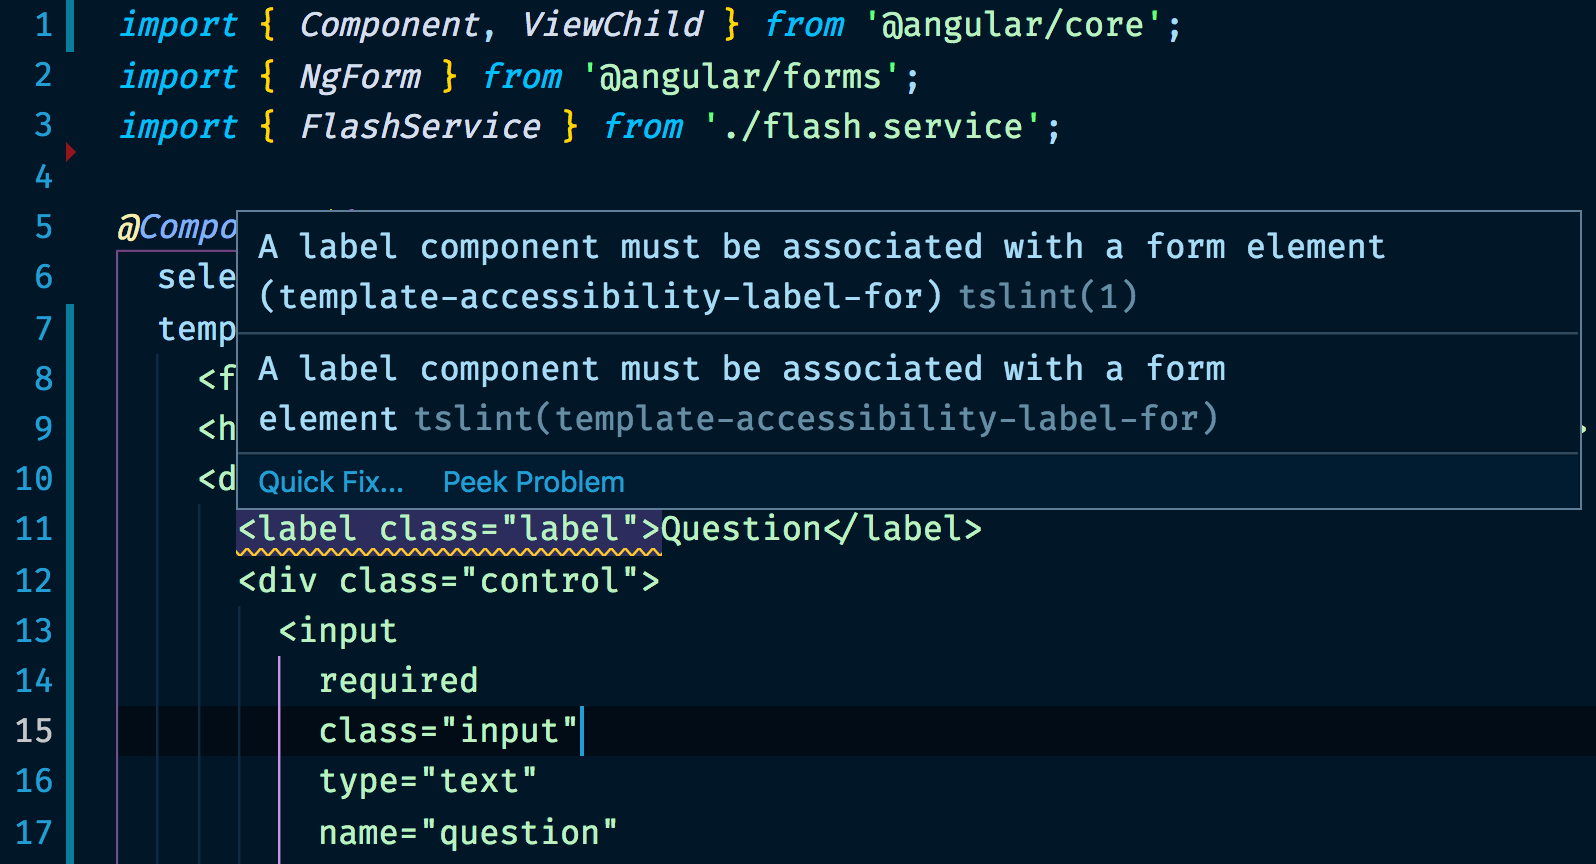 1 import { Component, ViewChild } from '@angular/core';
2 import { NgForm } from '@angular/forms';
3 import { FlashService } from './flash.service';
4
5 @Compo
6 sele
7 temp
8 <f
9 <h
10 <d
A label component must be associated with a form element
(template-accessibility-label-for) tslint(1)
A label component must be associated with a form
element tslint(template-accessibility-label-for)
Quick Fix... Peek Problem
11 <label class="label">Question</label>
12 <div class="control">
13 <input
14 required
15 class="input"
16 type="text"
17 name="question"